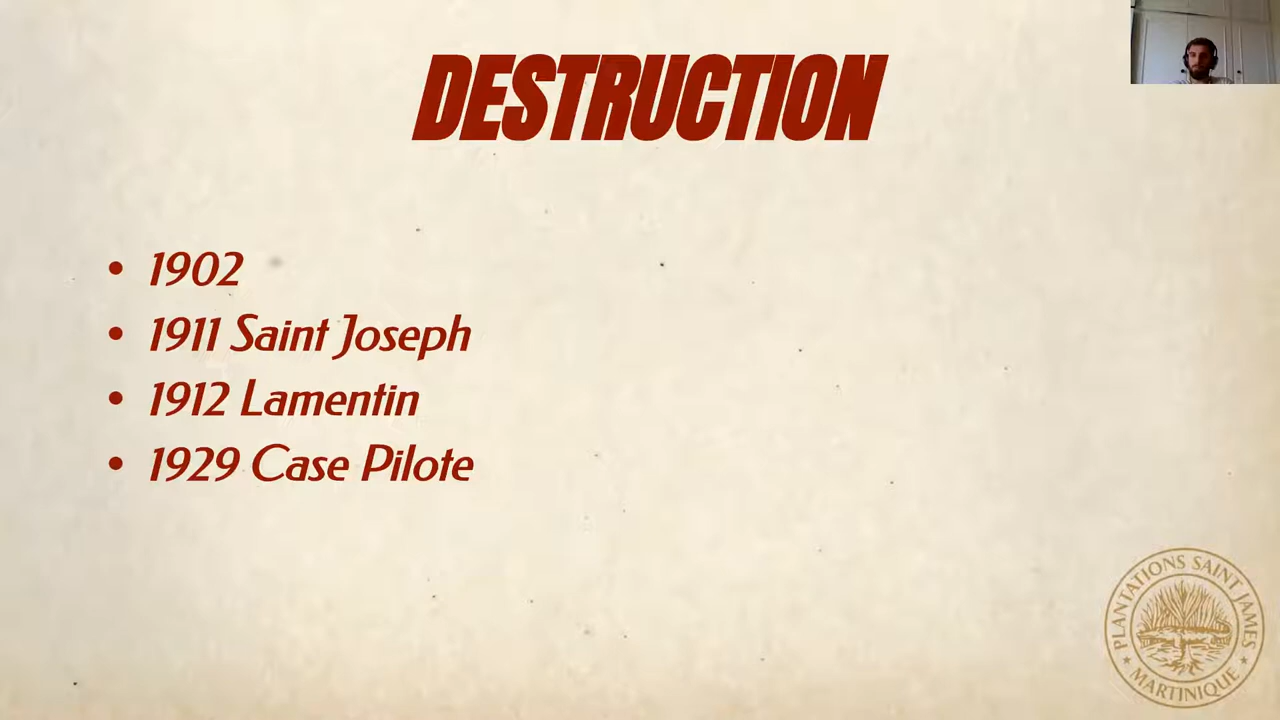 DESTRUCTION
• 1902
• 1911 Saint Joseph
• 1912 Lamentin
• 1929 Case Pilote
PLANTATIONS SAINT JAMES
★ MARTINIQUE ★